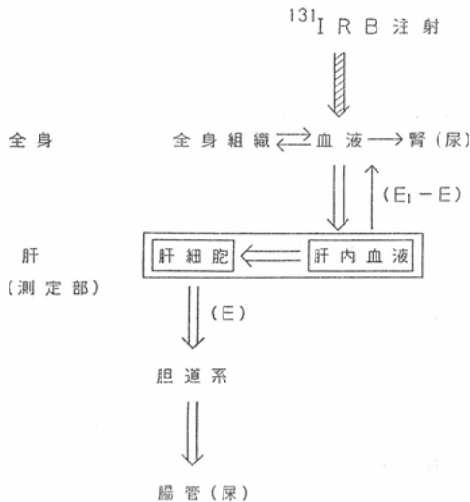 131I R B 注射
全身 全身組織 ⇄ 血液 → 腎(尿)
(E1 - E)
肝 肝細胞 肝内血液
(測定部)
(E)
胆道系
腸管(屎)